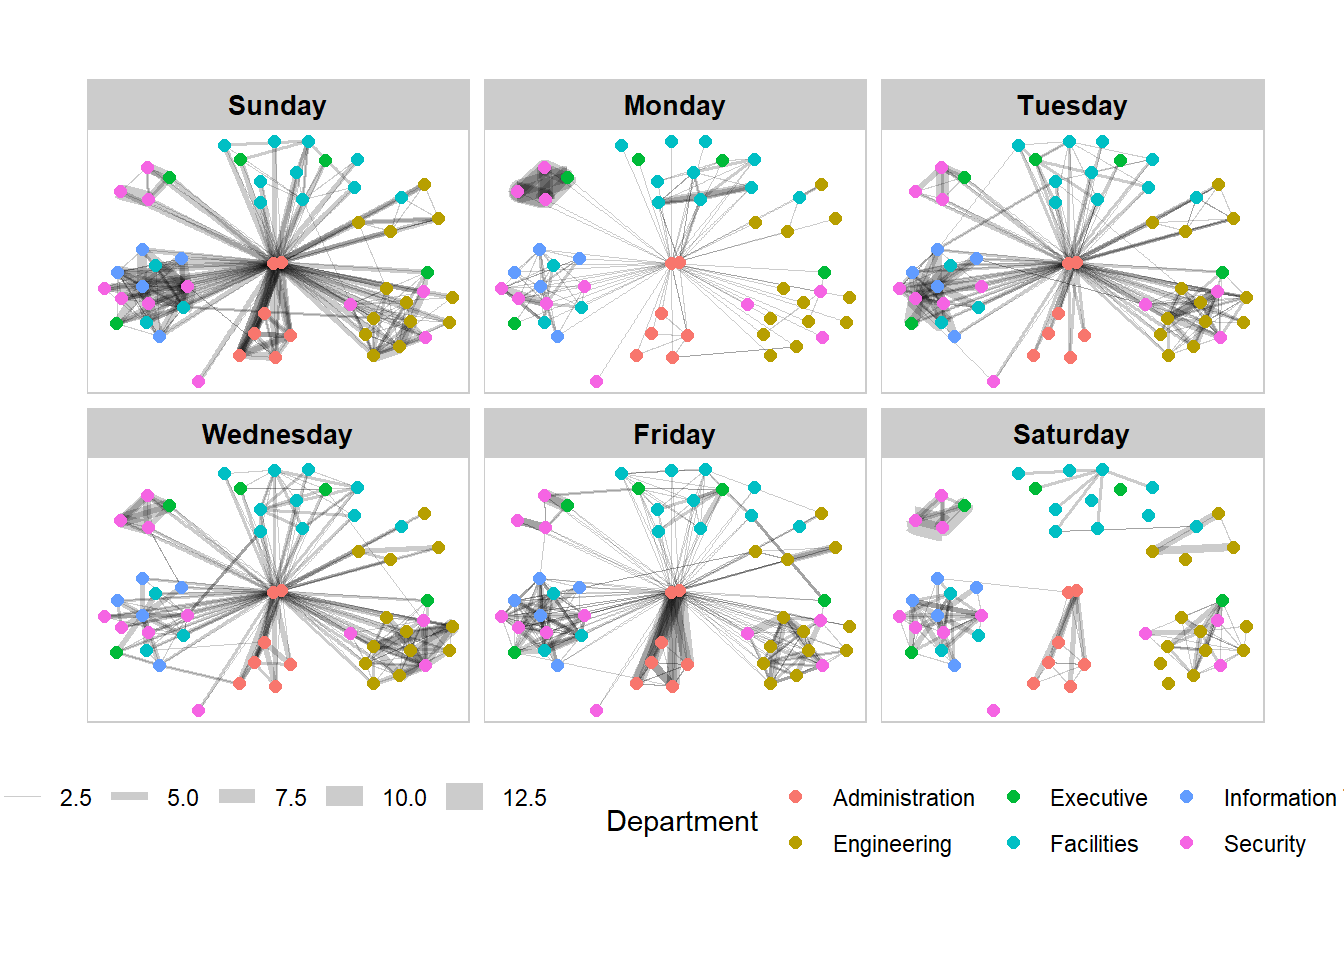 Sunday Monday Tuesday
Wednesday Friday Saturday
2.5 5.0 7.5 10.0 12.5
Department
Administration Executive Information
Engineering Facilities Security